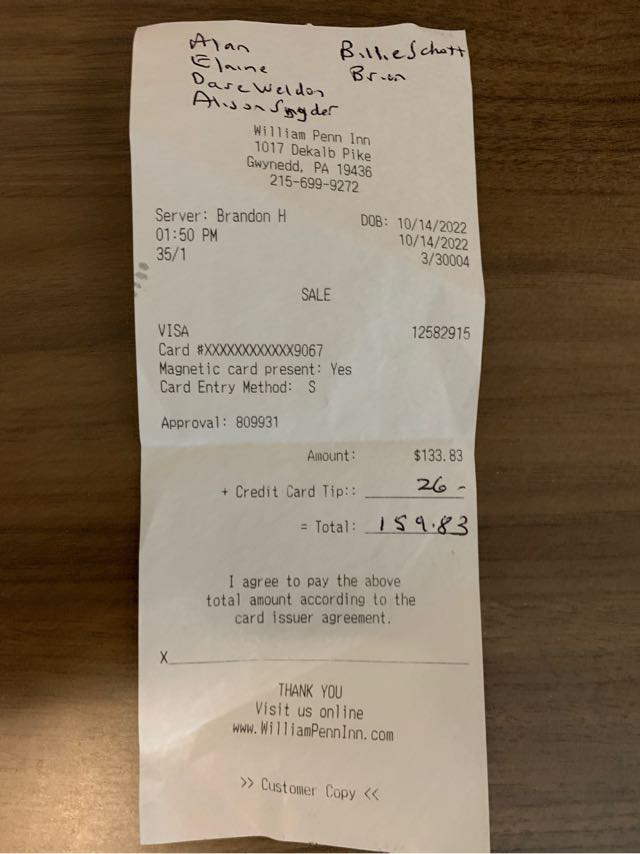 Alan Billie Schott
Elaine Brian
Dave Weldon
Alison Snyder
William Penn Inn
1017 Dekalb Pike
Gwynedd, PA 19436
215-699-9272
Server: Brandon H DOB: 10/14/2022
01:50 PM 10/14/2022
35/1 3/30004
SALE
VISA 12582915
Card #XXXXXXXXXXXX9067
Magnetic card present: Yes
Card Entry Method: S
Approval: 809931
Amount: $133.83
+ Credit Card Tip:: 26 -
= Total: 159.83
I agree to pay the above
total amount according to the
card issuer agreement.
X
THANK YOU
Visit us online
www.WilliamPennInn.com
>> Customer Copy <<